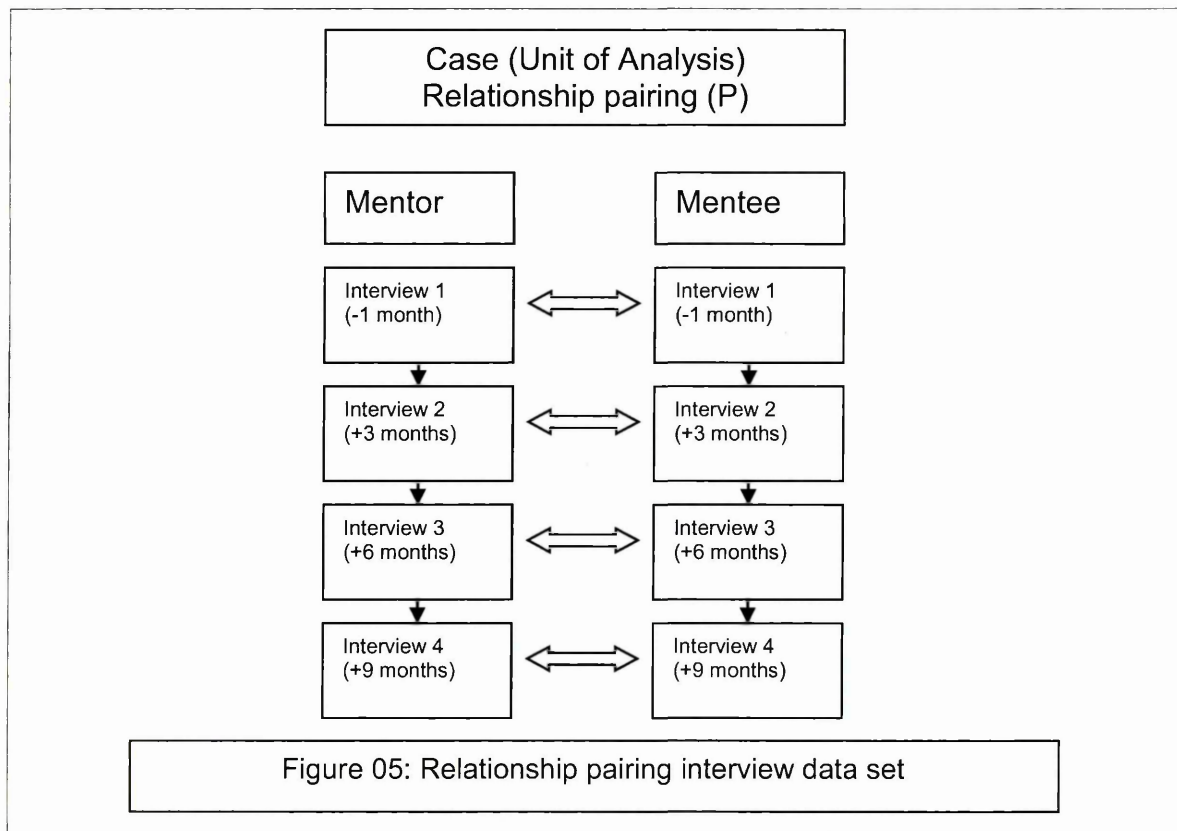 Case (Unit of Analysis)
Relationship pairing (P)
Mentor
Mentee
Interview 1
(-1 month)
Interview 1
(-1 month)
Interview 2
(+3 months)
Interview 2
(+3 months)
Interview 3
(+6 months)
Interview 3
(+6 months)
Interview 4
(+9 months)
Interview 4
(+9 months)
Figure 05: Relationship pairing interview data set